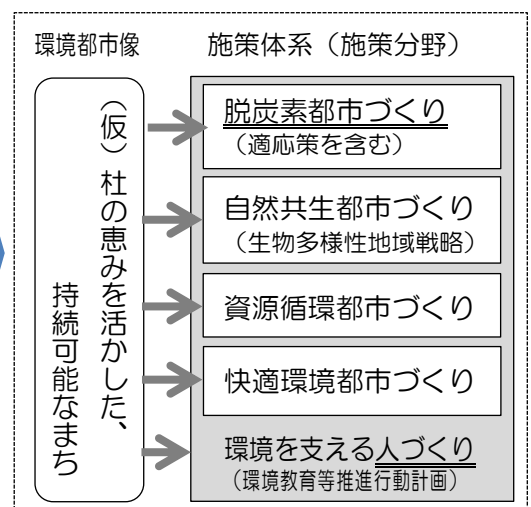 環境都市像
施策体系（施策分野）
（仮）杜の恵みを活かした、
持続可能なまち
脱炭素都市づくり
（適応策を含む）
自然共生都市づくり
（生物多様性地域戦略）
資源循環都市づくり
快適環境都市づくり
環境を支える人づくり
（環境教育等推進行動計画）